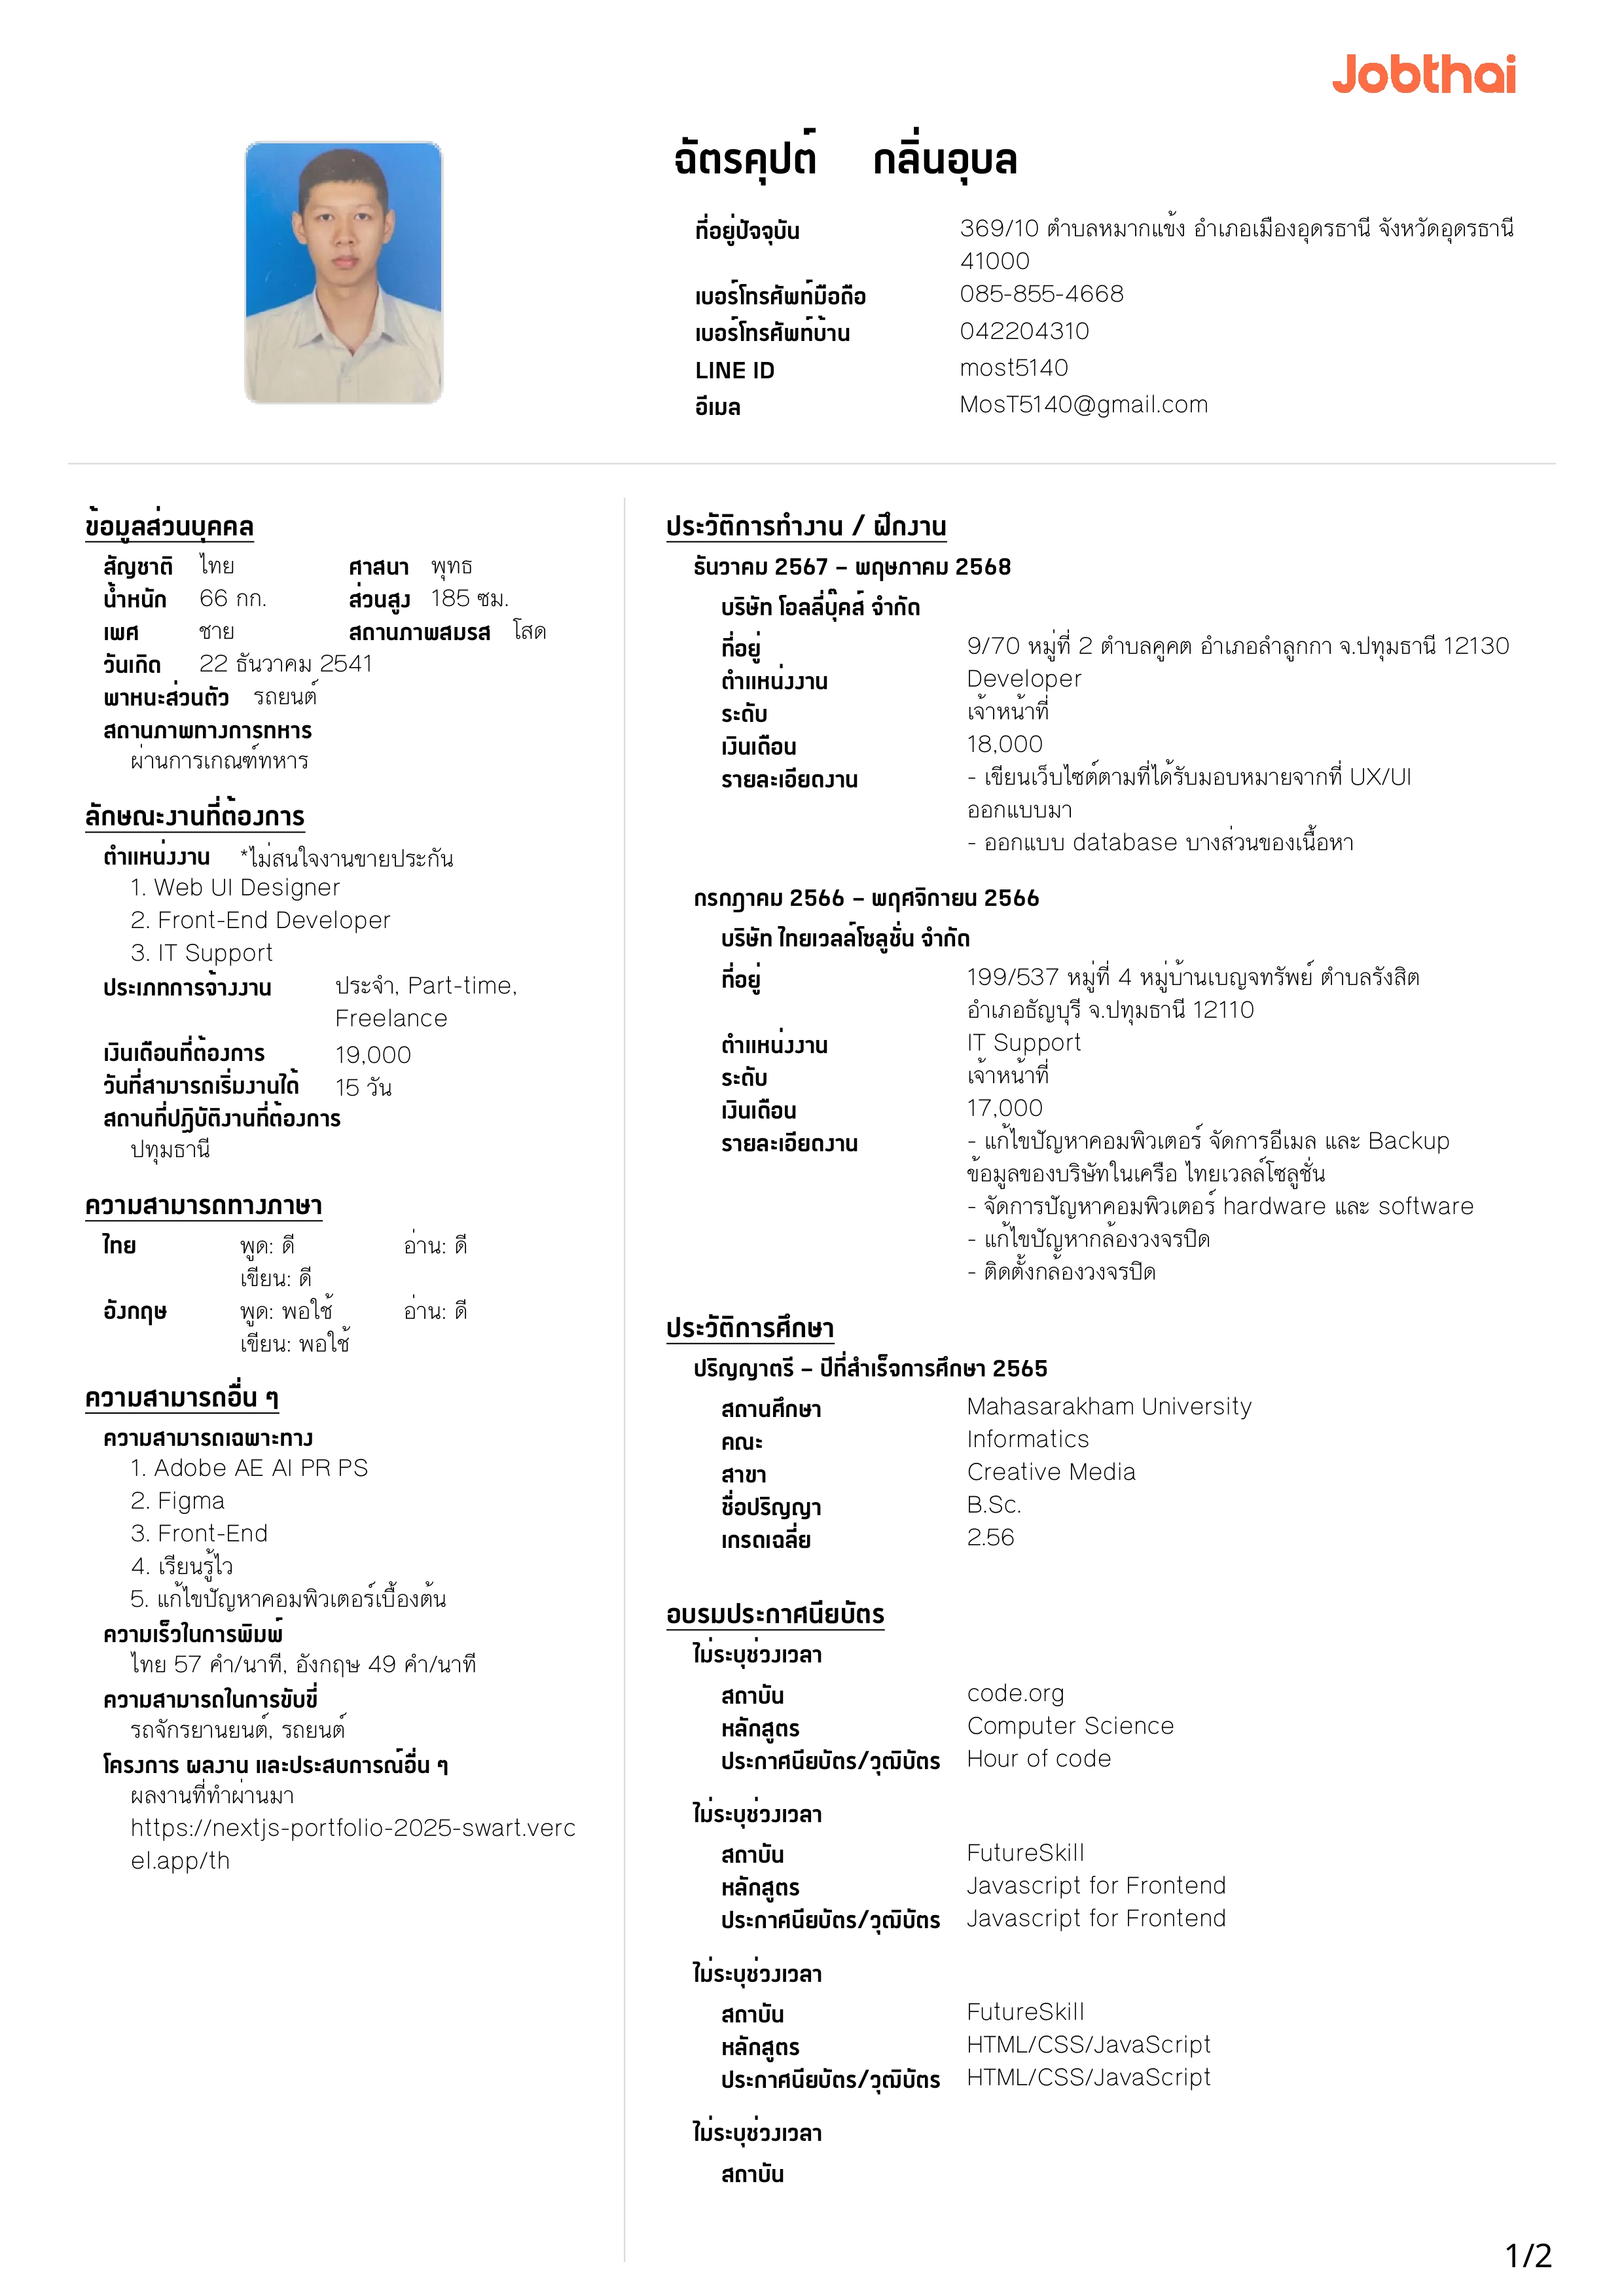 Jobthai
ฉัตรคุปต์ กลิ่นอุบล
ที่อยู่ปัจจุบัน 369/10 ตำบลหมากแข้ง อำเภอเมืองอุดรธานี จังหวัดอุดรธานี
41000
เบอร์โทรศัพท์มือถือ 085-855-4668
เบอร์โทรศัพท์บ้าน 042204310
LINE ID most5140
อีเมล MosT5140@gmail.com
ข้อมูลส่วนบุคคล
สัญชาติ ไทย ศาสนา พุทธ
น้ำหนัก 66 กก. ส่วนสูง 185 ซม.
เพศ ชาย สถานภาพสมรส โสด
วันเกิด 22 ธันวาคม 2541
พาหนะส่วนตัว รถยนต์
สถานภาพทางการทหาร
ผ่านการเกณฑ์ทหาร
ลักษณะงานที่ต้องการ
ตำแหน่งงาน *ไม่สนใจงานขายประกัน
1. Web UI Designer
2. Front-End Developer
3. IT Support
ประเภทการจ้างงาน ประจำ, Part-time,
Freelance
เงินเดือนที่ต้องการ 19,000
วันที่สามารถเริ่มงานได้ 15 วัน
สถานที่ปฏิบัติงานที่ต้องการ
ปทุมธานี
ความสามารถทางภาษา
ไทย พูด: ดี อ่าน: ดี
เขียน: ดี
อังกฤษ พูด: พอใช้ อ่าน: ดี
เขียน: พอใช้
ความสามารถอื่น ๆ
ความสามารถเฉพาะทาง
1. Adobe AE AI PR PS
2. Figma
3. Front-End
4. เรียนรู้ไว
5. แก้ไขปัญหาคอมพิวเตอร์เบื้องต้น
ความเร็วในการพิมพ์
ไทย 57 คำ/นาที, อังกฤษ 49 คำ/นาที
ความสามารถในการขับขี่
รถจักรยานยนต์, รถยนต์
โครงการ ผลงาน และประสบการณ์อื่น ๆ
ผลงานที่ทำผ่านมา
https://nextjs-portfolio-2025-swart.verc
el.app/th
ประวัติการทำงาน / ฝึกงาน
ธันวาคม 2567 – พฤษภาคม 2568
บริษัท โอลลี่บุ๊คส์ จำกัด
ที่อยู่ 9/70 หมู่ที่ 2 ตำบลคูคต อำเภอลำลูกกา จ.ปทุมธานี 12130
ตำแหน่งงาน Developer
ระดับ เจ้าหน้าที่
เงินเดือน 18,000
รายละเอียดงาน - เขียนเว็บไซต์ตามที่ได้รับมอบหมายจากที่ UX/UI
ออกแบบมา
- ออกแบบ database บางส่วนของเนื้อหา
กรกฎาคม 2566 – พฤศจิกายน 2566
บริษัท ไทยเวลล์โซลูชั่น จำกัด
ที่อยู่ 199/537 หมู่ที่ 4 หมู่บ้านเบญจทรัพย์ ตำบลรังสิต
อำเภอธัญบุรี จ.ปทุมธานี 12110
ตำแหน่งงาน IT Support
ระดับ เจ้าหน้าที่
เงินเดือน 17,000
รายละเอียดงาน - แก้ไขปัญหาคอมพิวเตอร์ จัดการอีเมล และ Backup
ข้อมูลของบริษัทในเครือ ไทยเวลล์โซลูชั่น
- จัดการปัญหาคอมพิวเตอร์ hardware และ software
- แก้ไขปัญหากล้องวงจรปิด
- ติดตั้งกล้องวงจรปิด
ประวัติการศึกษา
ปริญญาตรี – ปีที่สำเร็จการศึกษา 2565
สถานศึกษา Mahasarakham University
คณะ Informatics
สาขา Creative Media
ชื่อปริญญา B.Sc.
เกรดเฉลี่ย 2.56
อบรมประกาศนียบัตร
ไม่ระบุช่วงเวลา
สถาบัน code.org
หลักสูตร Computer Science
ประกาศนียบัตร/วุฒิบัตร Hour of code
ไม่ระบุช่วงเวลา
สถาบัน FutureSkill
หลักสูตร Javascript for Frontend
ประกาศนียบัตร/วุฒิบัตร Javascript for Frontend
ไม่ระบุช่วงเวลา
สถาบัน FutureSkill
หลักสูตร HTML/CSS/JavaScript
ประกาศนียบัตร/วุฒิบัตร HTML/CSS/JavaScript
ไม่ระบุช่วงเวลา
สถาบัน
1/2